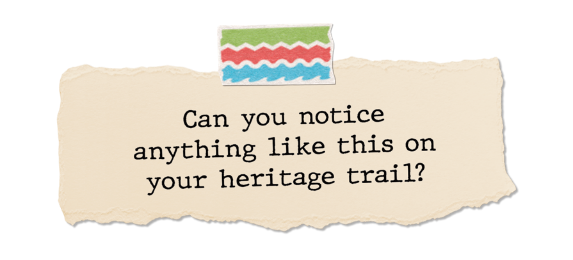 Can you notice
anything like this on
your heritage trail?